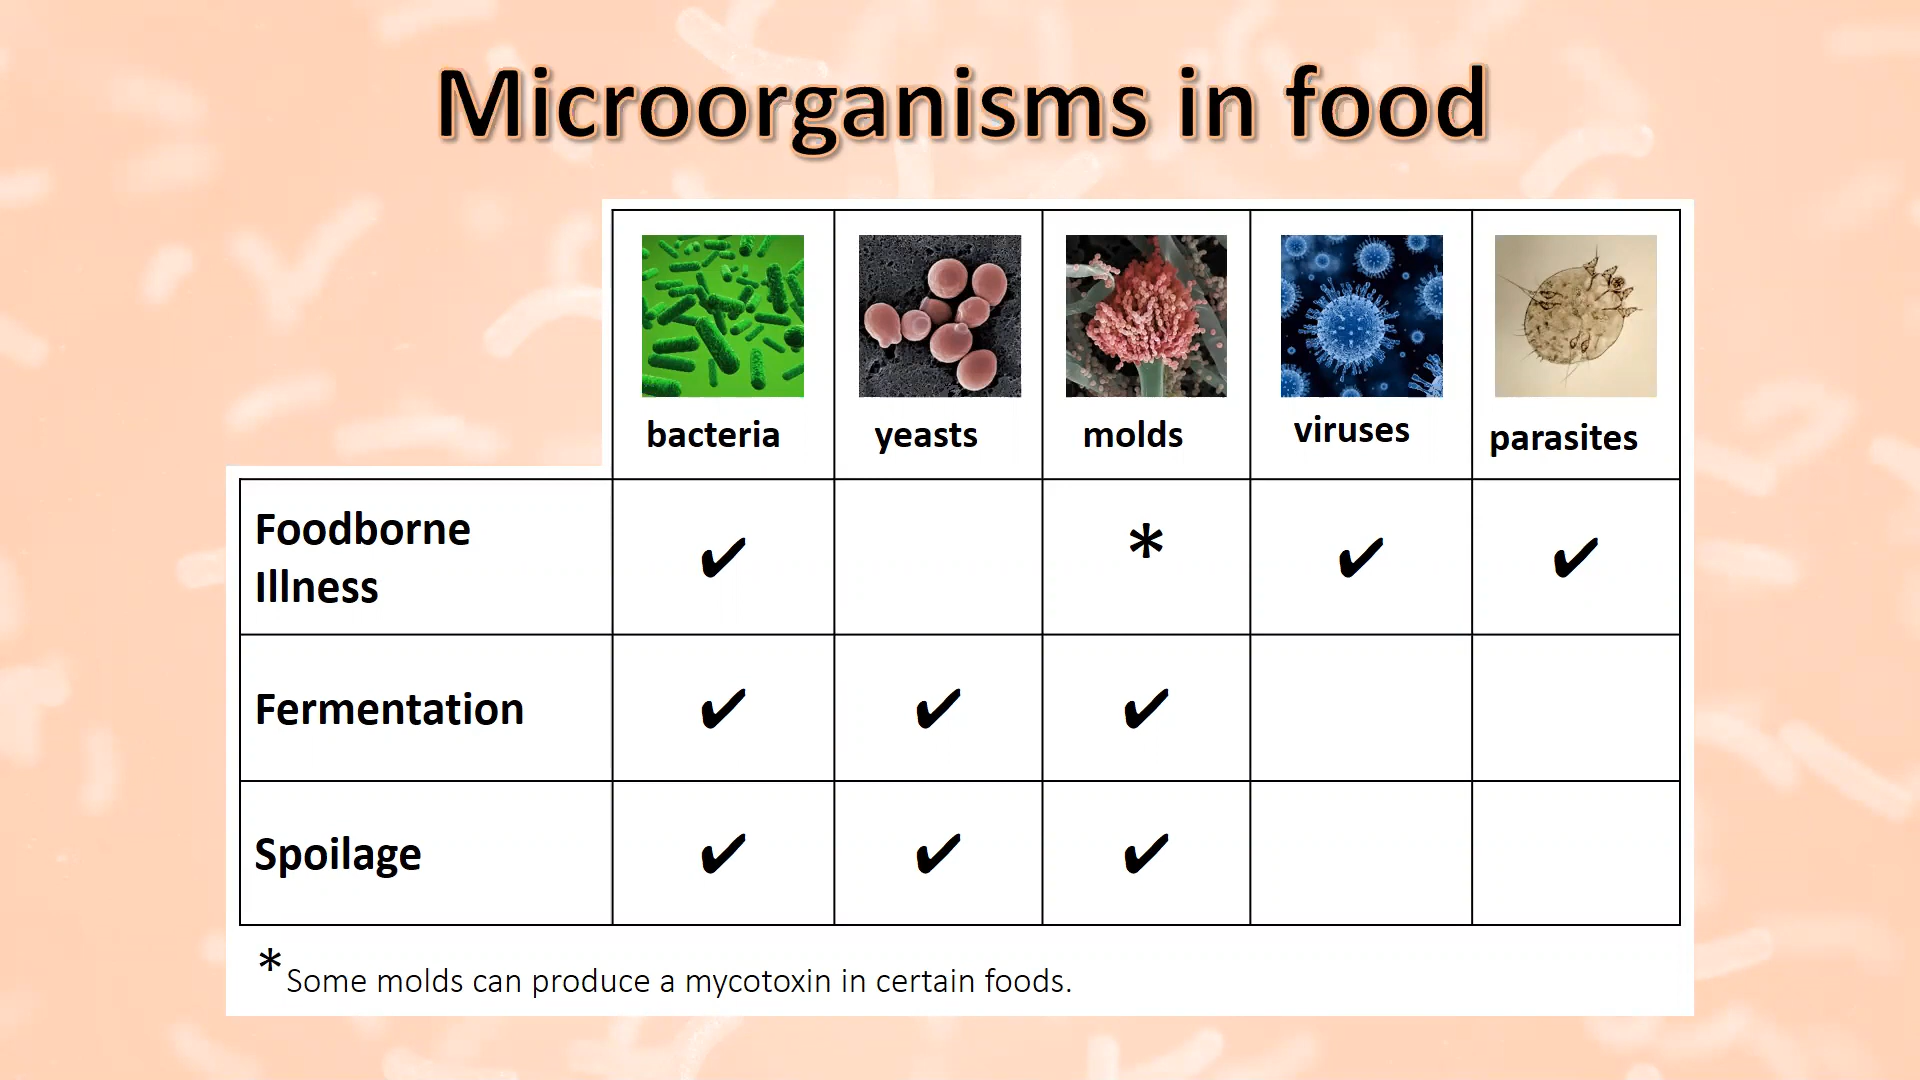 Microorganisms in food
bacteria yeasts molds viruses parasites
Foodborne
Illness ✔ * ✔ ✔
Fermentation ✔ ✔ ✔
Spoilage ✔ ✔ ✔
*Some molds can produce a mycotoxin in certain foods.